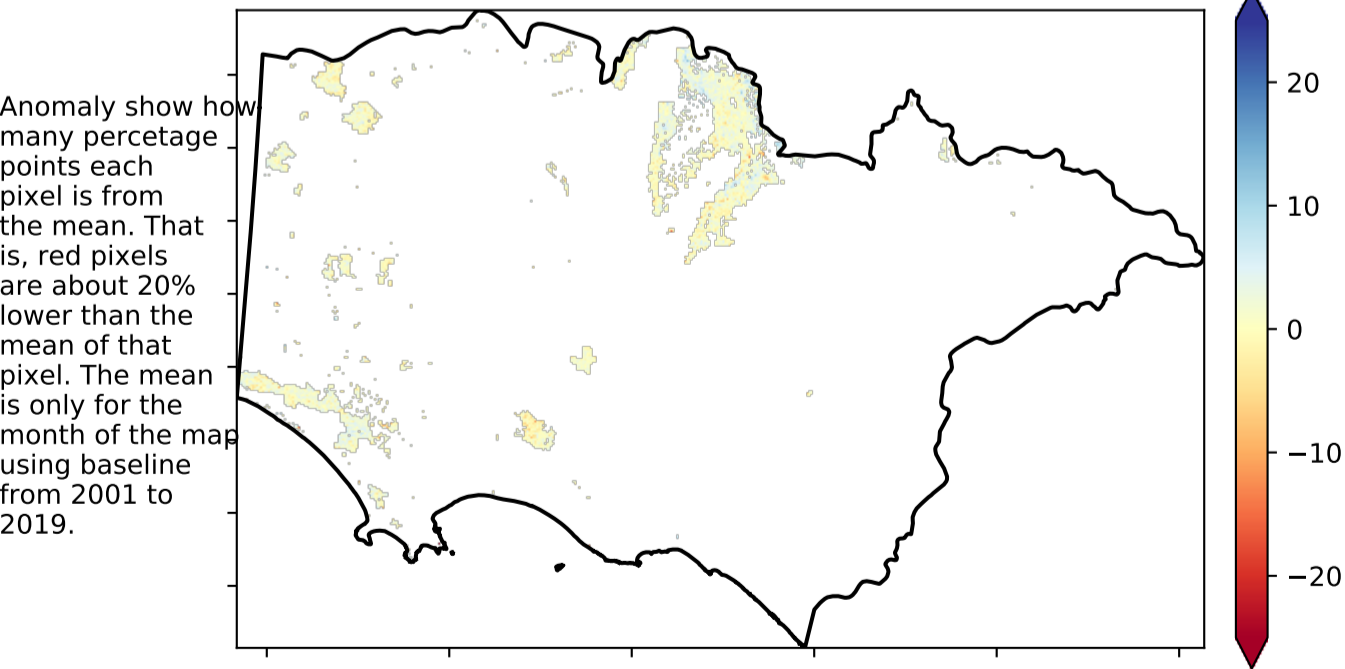 Anomaly show how
many percetage
points each
pixel is from
the mean. That
is, red pixels
are about 20%
lower than the
mean of that
pixel. The mean
is only for the
month of the map
using baseline
from 2001 to
2019.
20
10
0
−10
−20